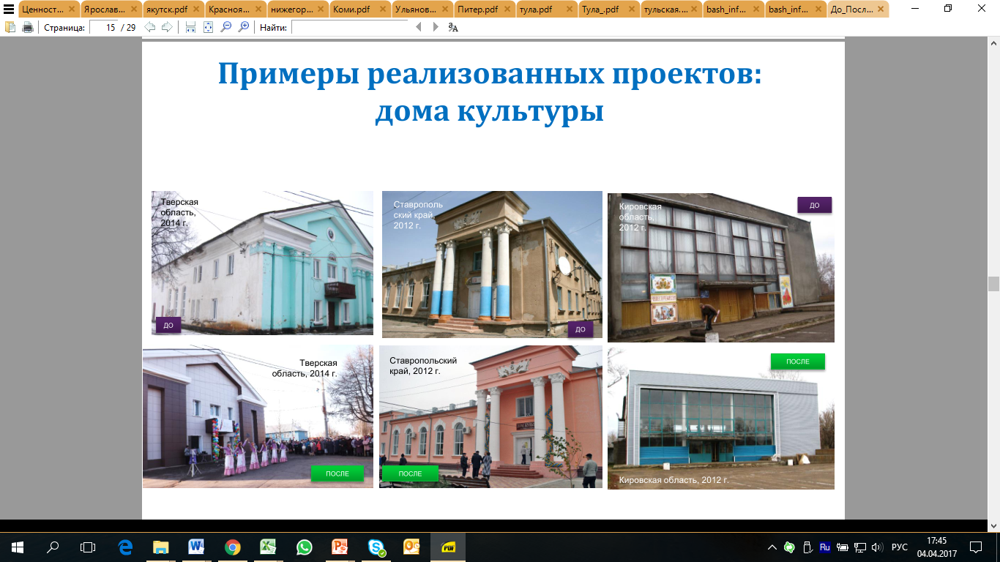 Ценност...
Ярослав...
якутск.pdf
Краснoя...
нижегор...
Коми.pdf
Ульянов...
Питер.pdf
тула.pdf
Тула_.pdf
тульская....
bash_inf...
bash_inf...
До_Посл...
Страница:
15
/ 29
Найти:
Примеры реализованных проектов:
дома культуры
Тверская
область,
2014 г.
ДО
Ставрополь
ский край,
2012 г.
ДО
Кировская
область,
2012 г.
ДО
Тверская
область, 2014 г.
ПОСЛЕ
Ставропольский
край, 2012 г.
ПОСЛЕ
ПОСЛЕ
Кировская область, 2012 г.
Ru
РУС
17:45
04.04.2017